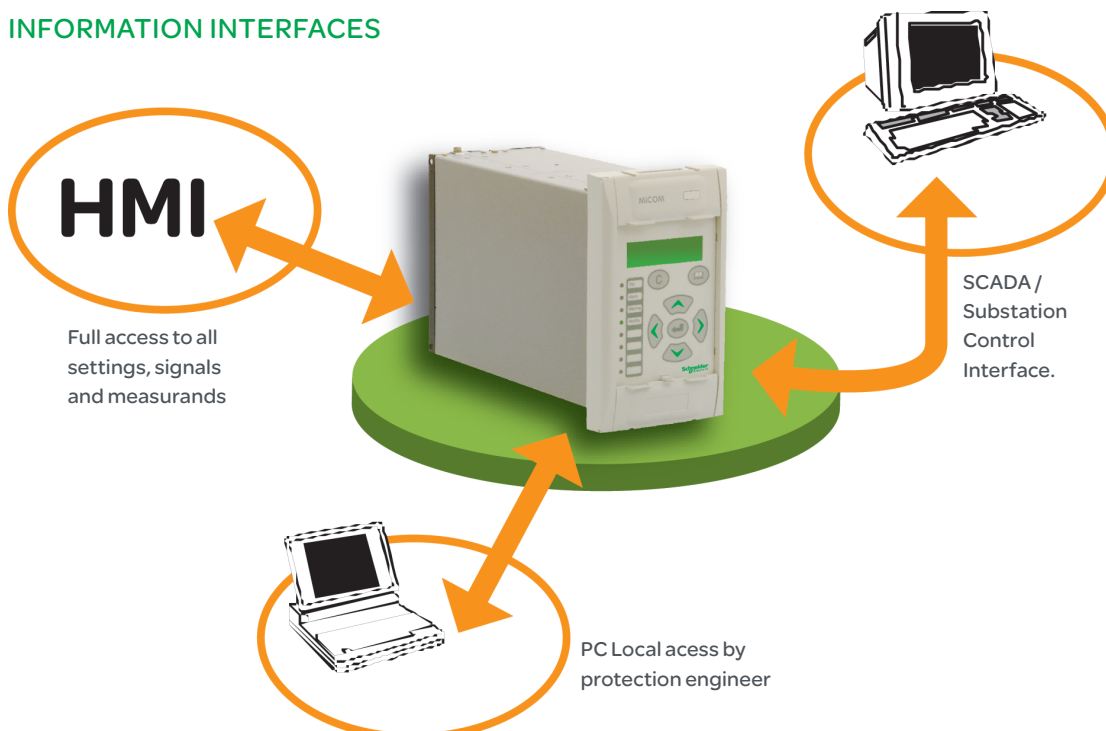 INFORMATION INTERFACES
HMI
Full access to all
settings, signals
and measurands
MiCOM
C
Schneider
SCADA /
Substation
Control
Interface.
PC Local acess by
protection engineer